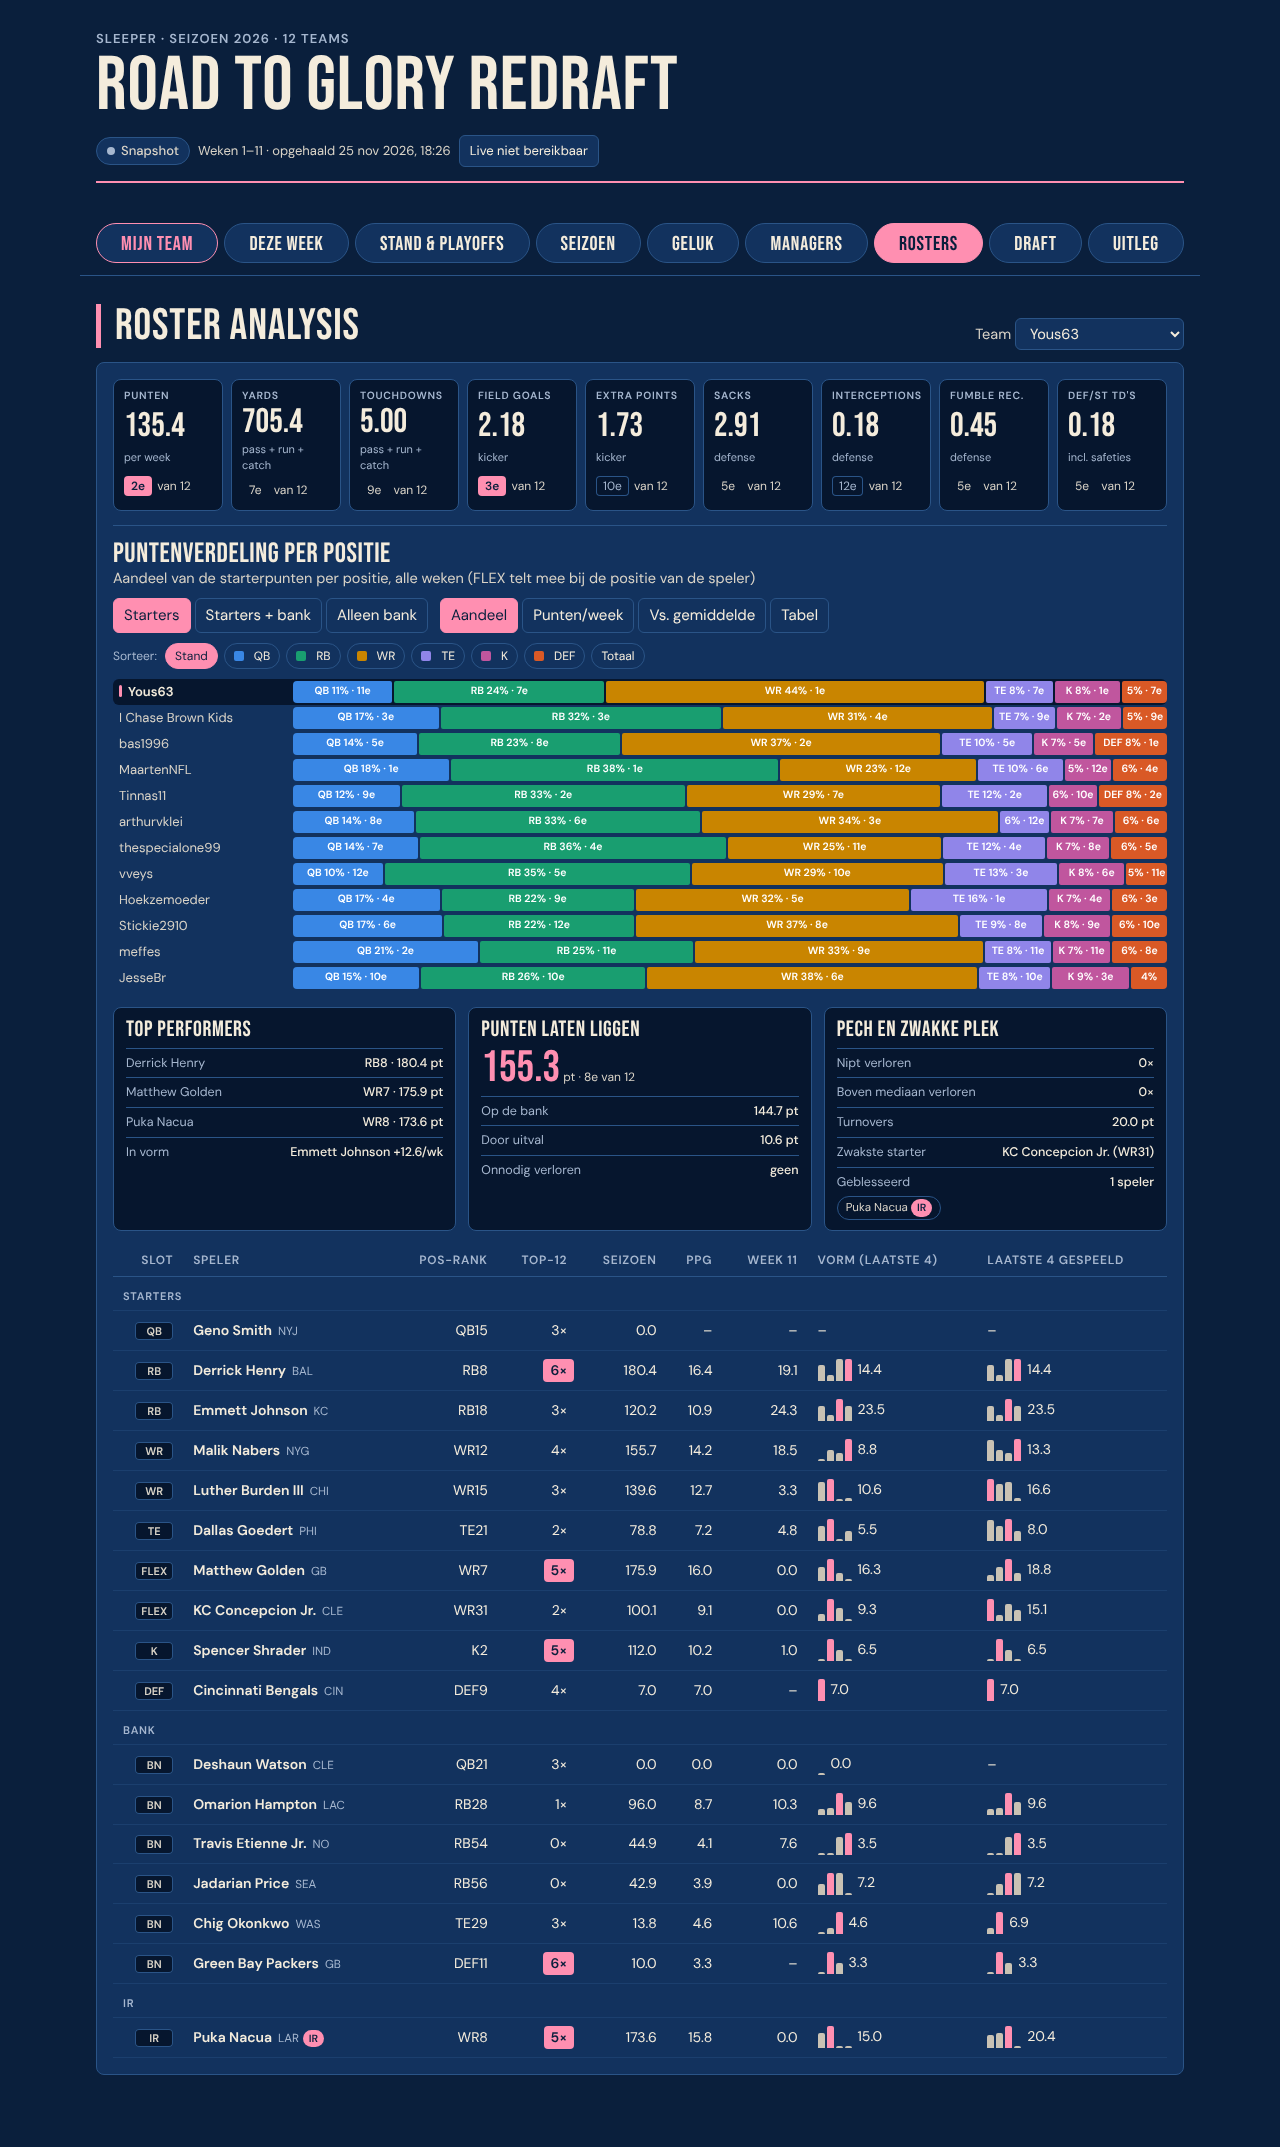 SLEEPER · SEIZOEN 2026 · 12 TEAMS
ROAD TO GLORY REDRAFT
Snapshot Weken 1–11 · opgehaald 25 nov 2026, 18:26 Live niet bereikbaar
MIJN TEAM DEZE WEEK STAND & PLAYOFFS SEIZOEN GELUK MANAGERS ROSTERS DRAFT UITLEG
ROSTER ANALYSIS
Team Yous63
PUNTEN
135.4
per week
2e van 12
YARDS
705.4
pass + run +
catch
7e van 12
TOUCHDOWNS
5.00
pass + run +
catch
9e van 12
FIELD GOALS
2.18
kicker
3e van 12
EXTRA POINTS
1.73
kicker
10e van 12
SACKS
2.91
defense
5e van 12
INTERCEPTIONS
0.18
defense
12e van 12
FUMBLE REC.
0.45
defense
5e van 12
DEF/ST TD'S
0.18
incl. safeties
5e van 12
PUNTENVERDELING PER POSITIE
Aandeel van de starterpunten per positie, alle weken (FLEX telt mee bij de positie van de speler)
Starters Starters + bank Alleen bank Aandeel Punten/week Vs. gemiddelde Tabel
Sorteer: Stand QB RB WR TE K DEF Totaal
Yous63 QB 11% · 11e RB 24% · 7e WR 44% · 1e TE 8% · 7e K 8% · 1e 5% · 7e
I Chase Brown Kids QB 17% · 3e RB 32% · 3e WR 31% · 4e TE 7% · 9e K 7% · 2e 5% · 9e
bas1996 QB 14% · 5e RB 23% · 8e WR 37% · 2e TE 10% · 5e K 7% · 5e DEF 8% · 1e
MaartenNFL QB 18% · 1e RB 38% · 1e WR 23% · 12e TE 10% · 6e 5% · 12e 6% · 4e
Tinnas11 QB 12% · 9e RB 33% · 2e WR 29% · 7e TE 12% · 2e 6% · 10e DEF 8% · 2e
arthurvklei QB 14% · 8e RB 33% · 6e WR 34% · 3e 6% · 12e K 7% · 7e 6% · 6e
thespecialone99 QB 14% · 7e RB 36% · 4e WR 25% · 11e TE 12% · 4e K 7% · 8e 6% · 5e
vveys QB 10% · 12e RB 35% · 5e WR 29% · 10e TE 13% · 3e K 8% · 6e 5% · 11e
Hoekzemoeder QB 17% · 4e RB 22% · 9e WR 32% · 5e TE 16% · 1e K 7% · 4e 6% · 3e
Stickie2910 QB 17% · 6e RB 22% · 12e WR 37% · 8e TE 9% · 8e K 8% · 9e 6% · 10e
meffes QB 21% · 2e RB 25% · 11e WR 33% · 9e TE 8% · 11e K 7% · 11e 6% · 8e
JesseBr QB 15% · 10e RB 26% · 10e WR 38% · 6e TE 8% · 10e K 9% · 3e 4%
TOP PERFORMERS
Derrick Henry RB8 · 180.4 pt
Matthew Golden WR7 · 175.9 pt
Puka Nacua WR8 · 173.6 pt
In vorm Emmett Johnson +12.6/wk
PUNTEN LATEN LIGGEN
155.3 pt · 8e van 12
Op de bank 144.7 pt
Door uitval 10.6 pt
Onnodig verloren geen
PECH EN ZWAKKE PLEK
Nipt verloren 0×
Boven mediaan verloren 0×
Turnovers 20.0 pt
Zwakste starter KC Concepcion Jr. (WR31)
Geblesseerd 1 speler
Puka Nacua IR
SLOT SPELER POS-RANK TOP-12 SEIZOEN PPG WEEK 11 VORM (LAATSTE 4) LAATSTE 4 GESPEELD
STARTERS
QB Geno Smith NYJ QB15 3× 0.0 – – – –
RB Derrick Henry BAL RB8 6× 180.4 16.4 19.1 14.4 14.4
RB Emmett Johnson KC RB18 3× 120.2 10.9 24.3 23.5 23.5
WR Malik Nabers NYG WR12 4× 155.7 14.2 18.5 8.8 13.3
WR Luther Burden III CHI WR15 3× 139.6 12.7 3.3 10.6 16.6
TE Dallas Goedert PHI TE21 2× 78.8 7.2 4.8 5.5 8.0
FLEX Matthew Golden GB WR7 5× 175.9 16.0 0.0 16.3 18.8
FLEX KC Concepcion Jr. CLE WR31 2× 100.1 9.1 0.0 9.3 15.1
K Spencer Shrader IND K2 5× 112.0 10.2 1.0 6.5 6.5
DEF Cincinnati Bengals CIN DEF9 4× 7.0 7.0 – 7.0 7.0
BANK
BN Deshaun Watson CLE QB21 3× 0.0 0.0 0.0 0.0 –
BN Omarion Hampton LAC RB28 1× 96.0 8.7 10.3 9.6 9.6
BN Travis Etienne Jr. NO RB54 0× 44.9 4.1 7.6 3.5 3.5
BN Jadarian Price SEA RB56 0× 42.9 3.9 0.0 7.2 7.2
BN Chig Okonkwo WAS TE29 3× 13.8 4.6 10.6 4.6 6.9
BN Green Bay Packers GB DEF11 6× 10.0 3.3 – 3.3 3.3
IR
IR Puka Nacua LAR IR WR8 5× 173.6 15.8 0.0 15.0 20.4